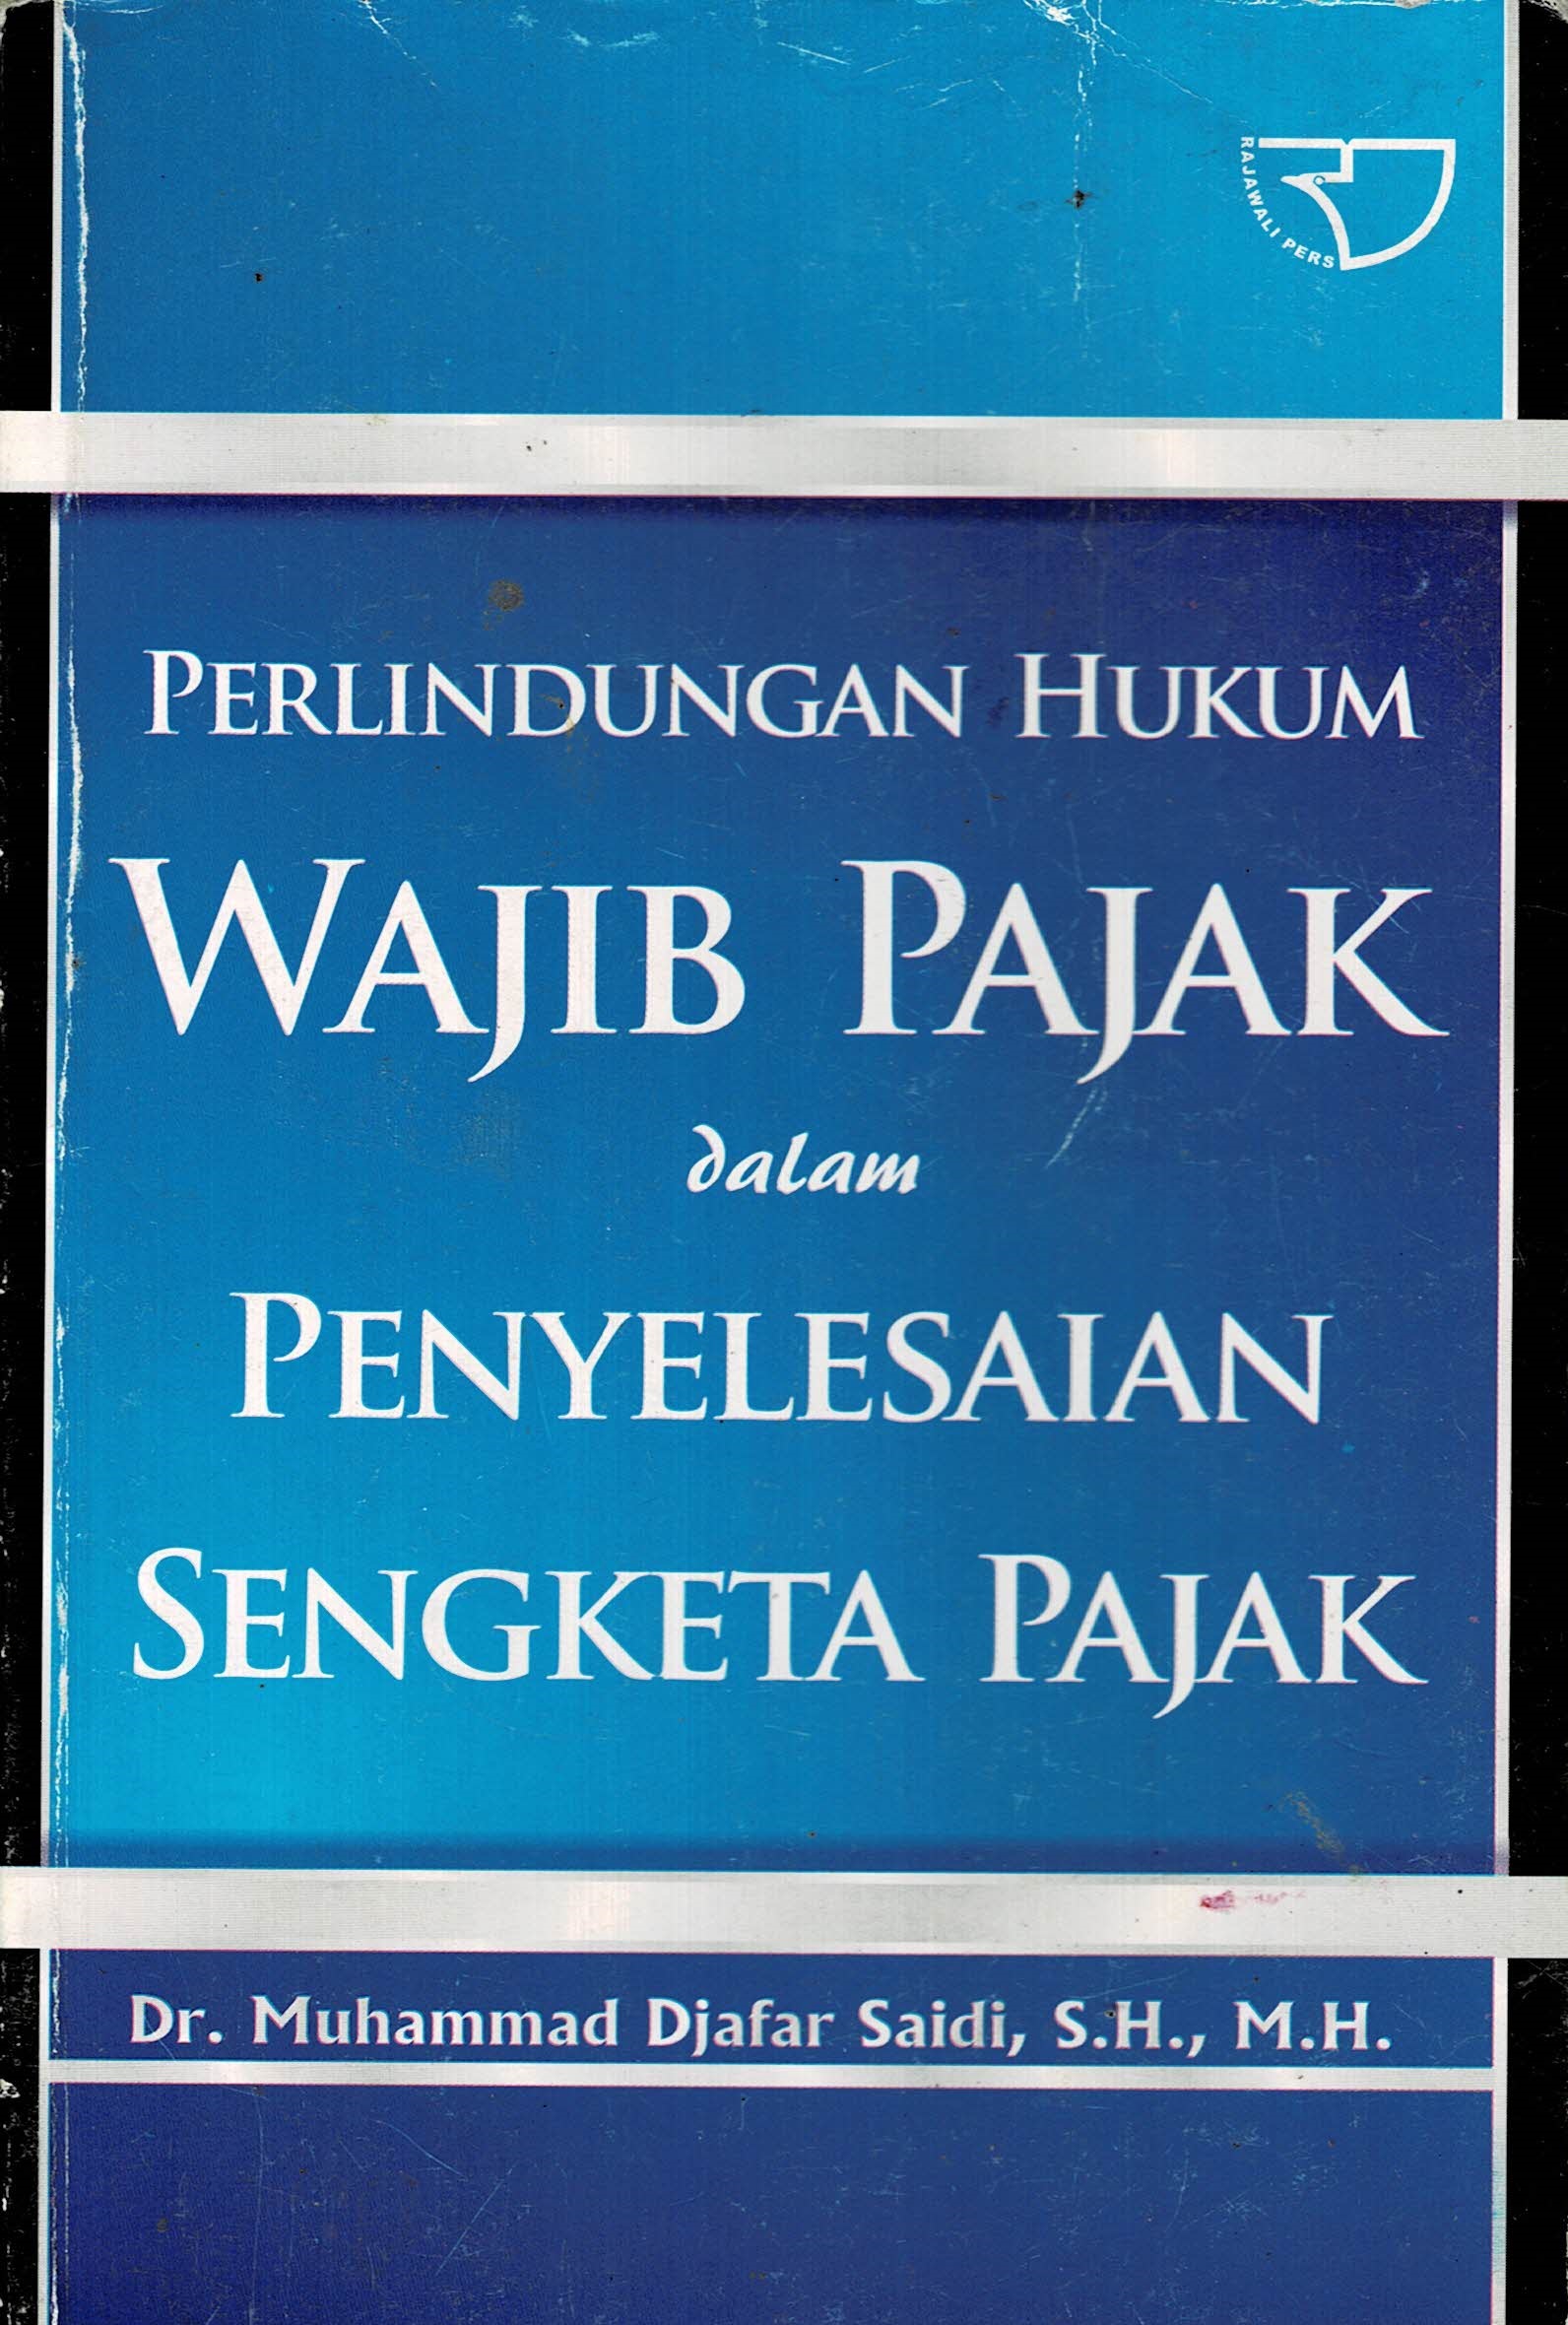 RAJAWALI PERS
PERLINDUNGAN HUKUM
WAJIB PAJAK
dalam
PENYELESAIAN
SENGKETA PAJAK
Dr. Muhammad Djafar Saidi, S.H., M.H.